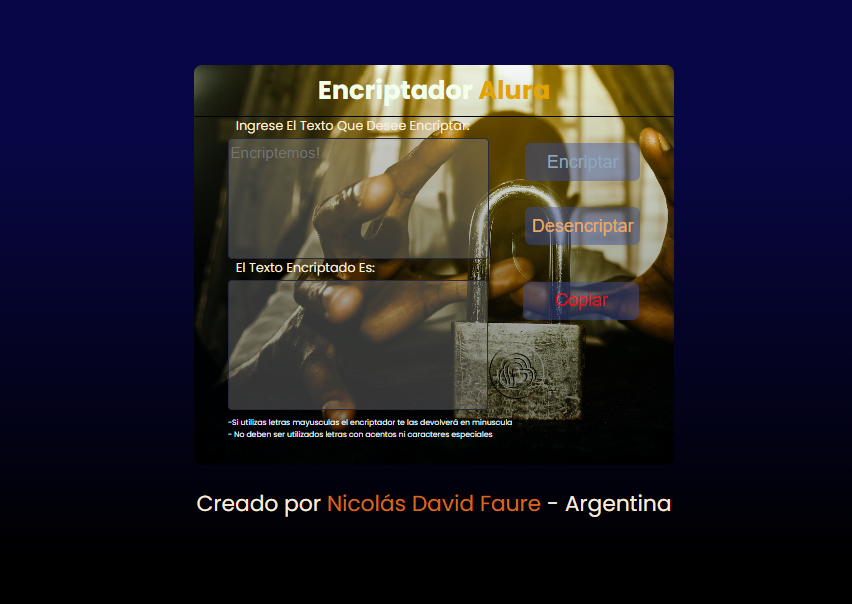 Encriptador Alura
Ingrese El Texto Que Desee Encriptar:
Encriptemos!
Encriptar
Desencriptar
El Texto Encriptado Es:
Copiar
-Si utilizas letras mayusculas el encriptador te las devolverá en minuscula
- No deben ser utilizados letras con acentos ni caracteres especiales
Creado por Nicolás David Faure - Argentina